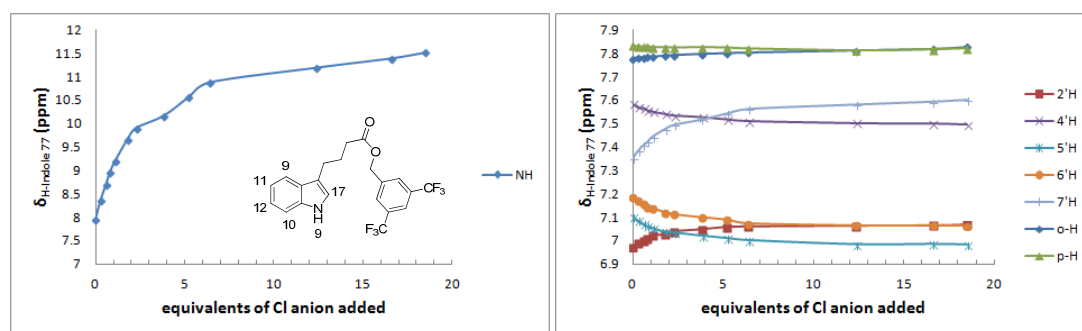 12
11.5
11
10.5
10
9.5
9
8.5
8
7.5
7
δH-Indole 77 (ppm)
0
5
10
15
20
equivalents of Cl anion added
NH
O
O
9
11
12
10
17
N
H
9
CF3
F3C
7.9
7.8
7.7
7.6
7.5
7.4
7.3
7.2
7.1
7
6.9
δH-Indole 77 (ppm)
0
5
10
15
20
equivalents of Cl anion added
2'H
4'H
5'H
6'H
7'H
o-H
p-H